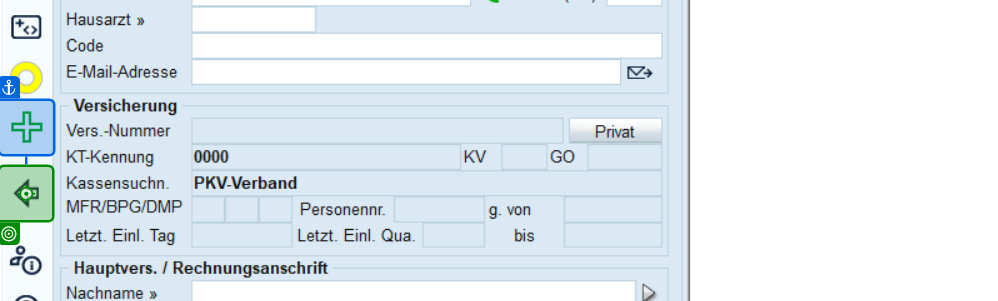 Hausarzt »
Code
E-Mail-Adresse
Versicherung
Vers.-Nummer Privat
KT-Kennung 0000 KV GO
Kassensuchn. PKV-Verband
MFR/BPG/DMP Personennr. g. von
Letzt. Einl. Tag Letzt. Einl. Qua. bis
Hauptvers. / Rechnungsanschrift
Nachname »